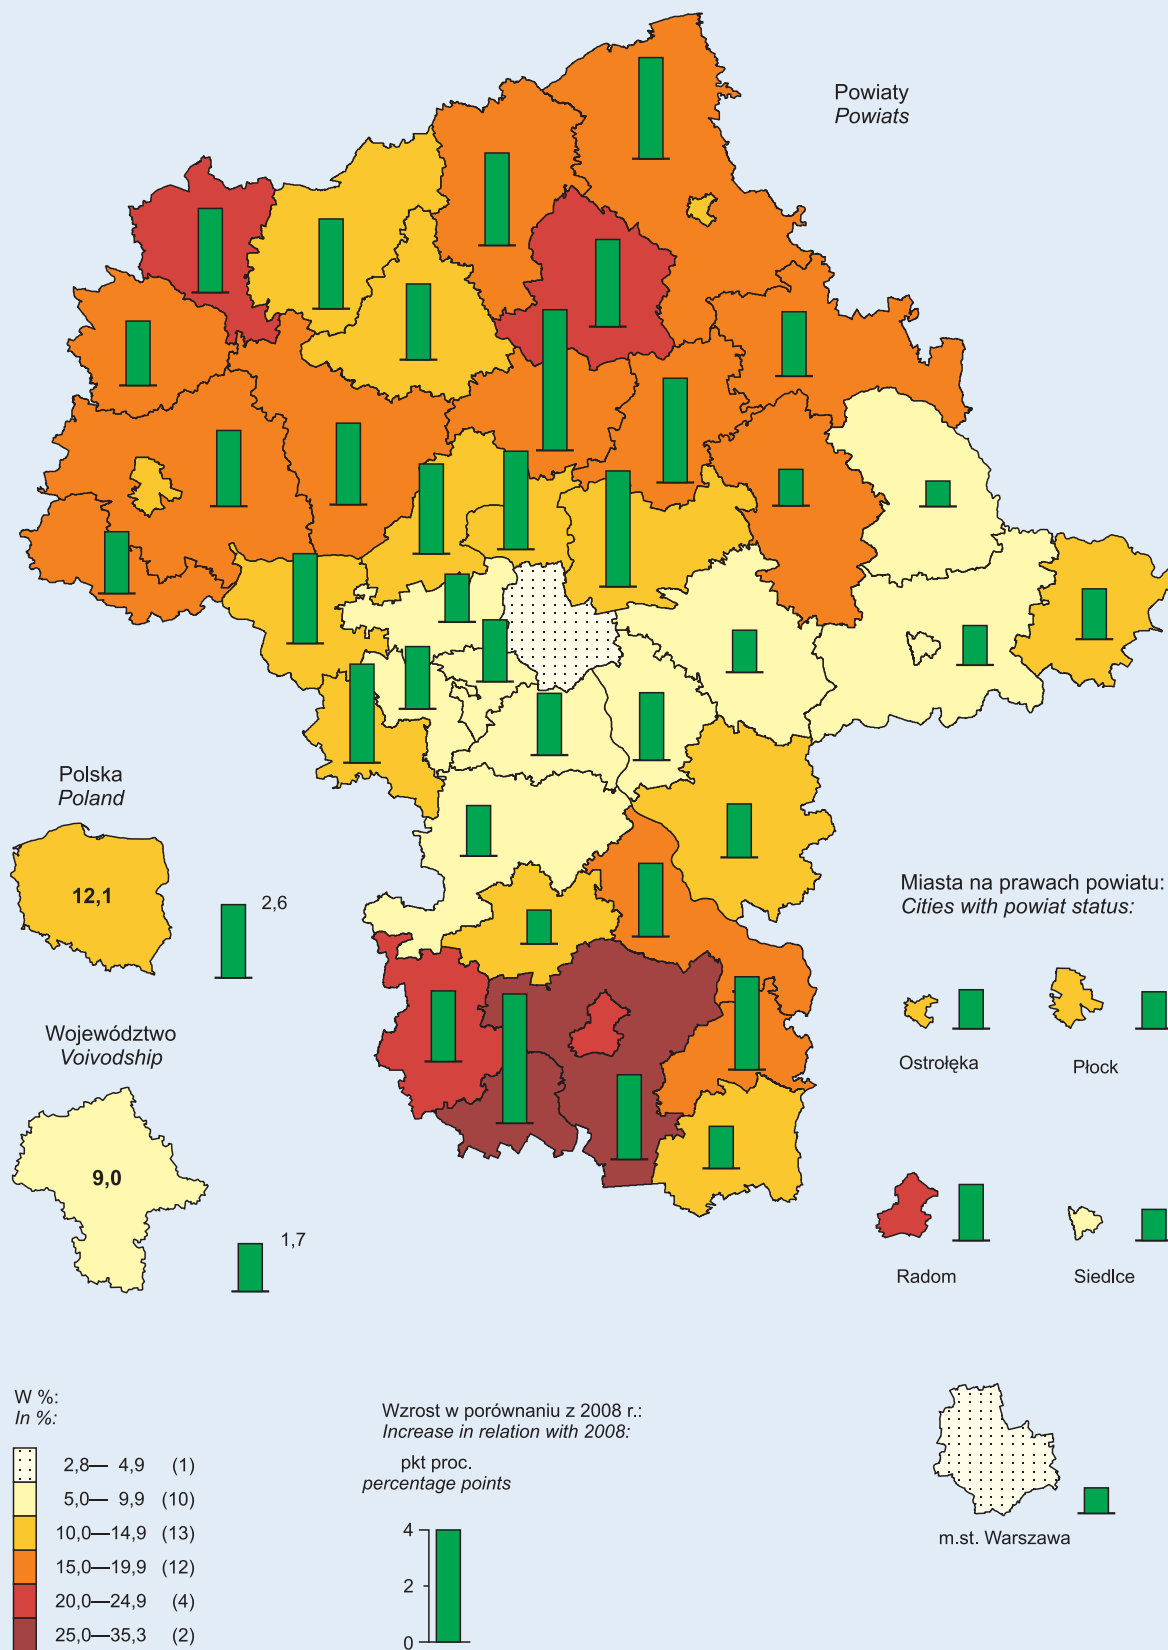 Powiaty
Powiats
Polska
Poland
12,1
2,6
Województwo
Voivodship
9,0
1,7
Miasta na prawach powiatu:
Cities with powiat status:
Ostrołęka
Płock
Radom
Siedlce
m.st. Warszawa
W %:
In %:
2,8— 4,9 (1)
5,0— 9,9 (10)
10,0—14,9 (13)
15,0—19,9 (12)
20,0—24,9 (4)
25,0—35,3 (2)
Wzrost w porównaniu z 2008 r.:
Increase in relation with 2008:
pkt proc.
percentage points
4
2
0